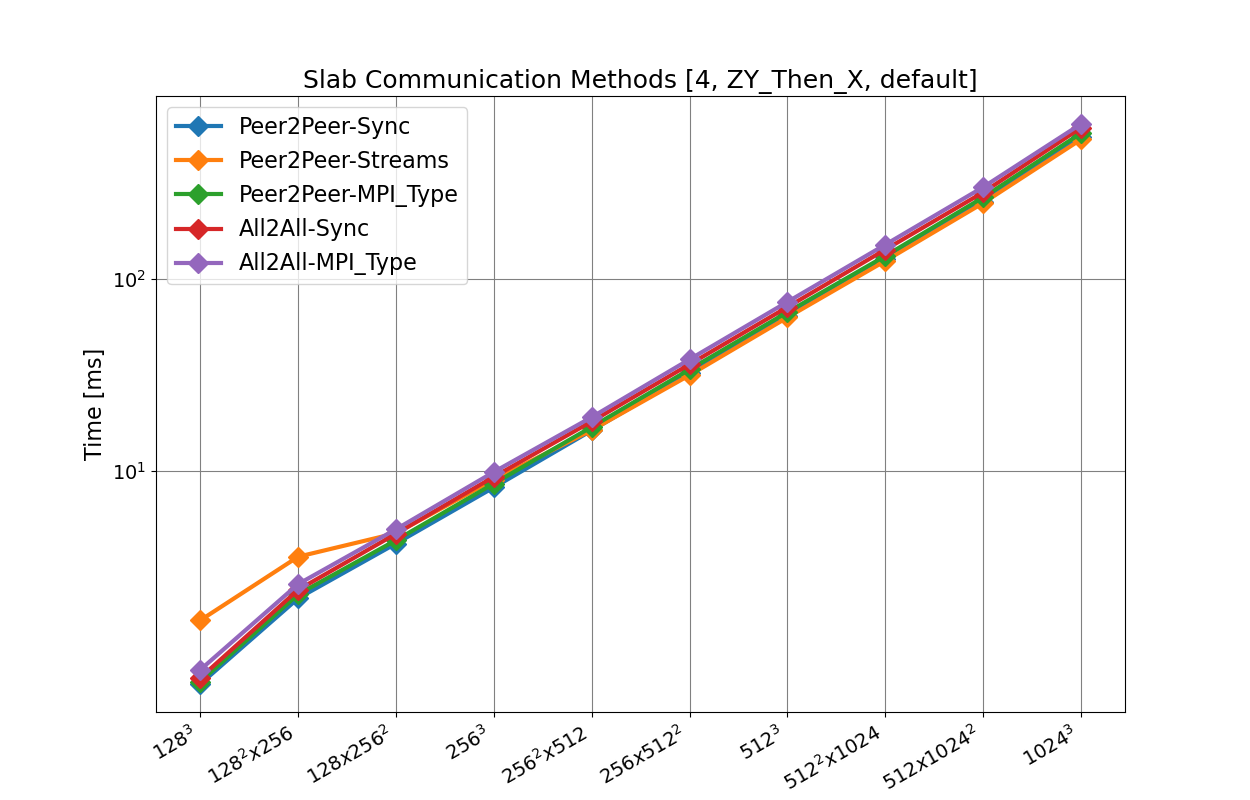 Slab Communication Methods [4, ZY_Then_X, default]
Peer2Peer-Sync
Peer2Peer-Streams
Peer2Peer-MPI_Type
All2All-Sync
All2All-MPI_Type
Time [ms]
10²
10¹
128³
128²x256
128x256²
256³
256²x512
256x512²
512³
512²x1024
512x1024²
1024³